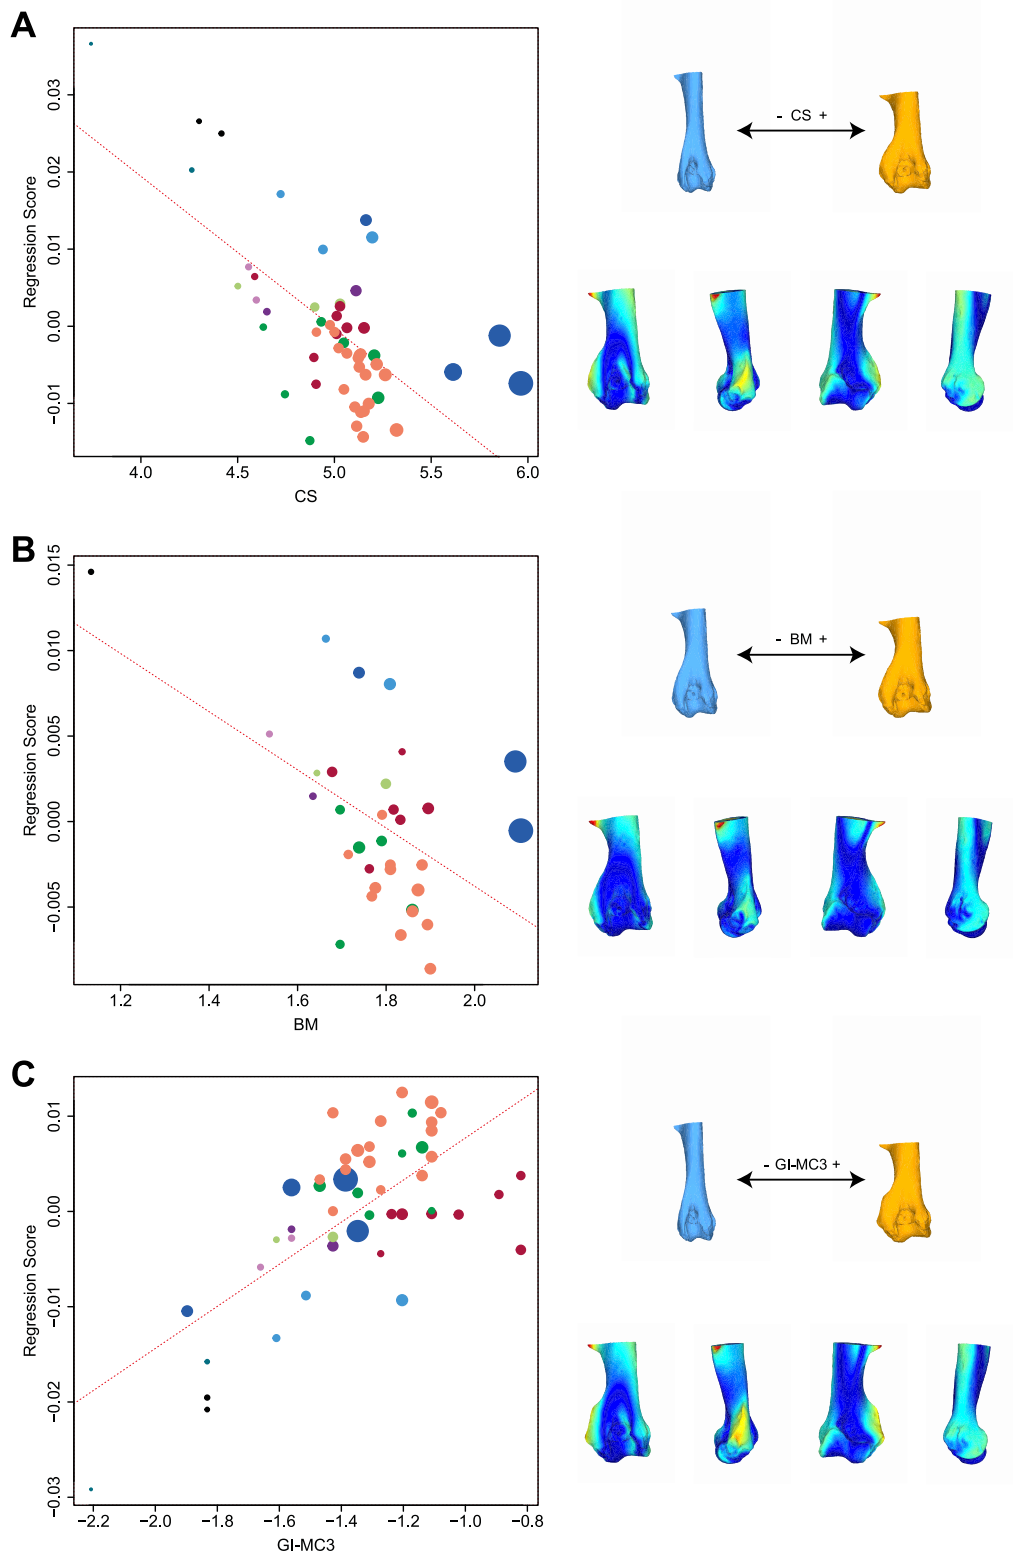 A
0.03
0.02
0.01
0.00
−0.01
Regression Score
4.0 4.5 5.0 5.5 6.0
CS
- CS +
B
0.015
0.010
0.005
0.000
−0.005
Regression Score
1.2 1.4 1.6 1.8 2.0
BM
- BM +
C
0.01
0.00
−0.01
−0.02
−0.03
Regression Score
−2.2 −2.0 −1.8 −1.6 −1.4 −1.2 −1.0 −0.8
GI-MC3
- GI-MC3 +